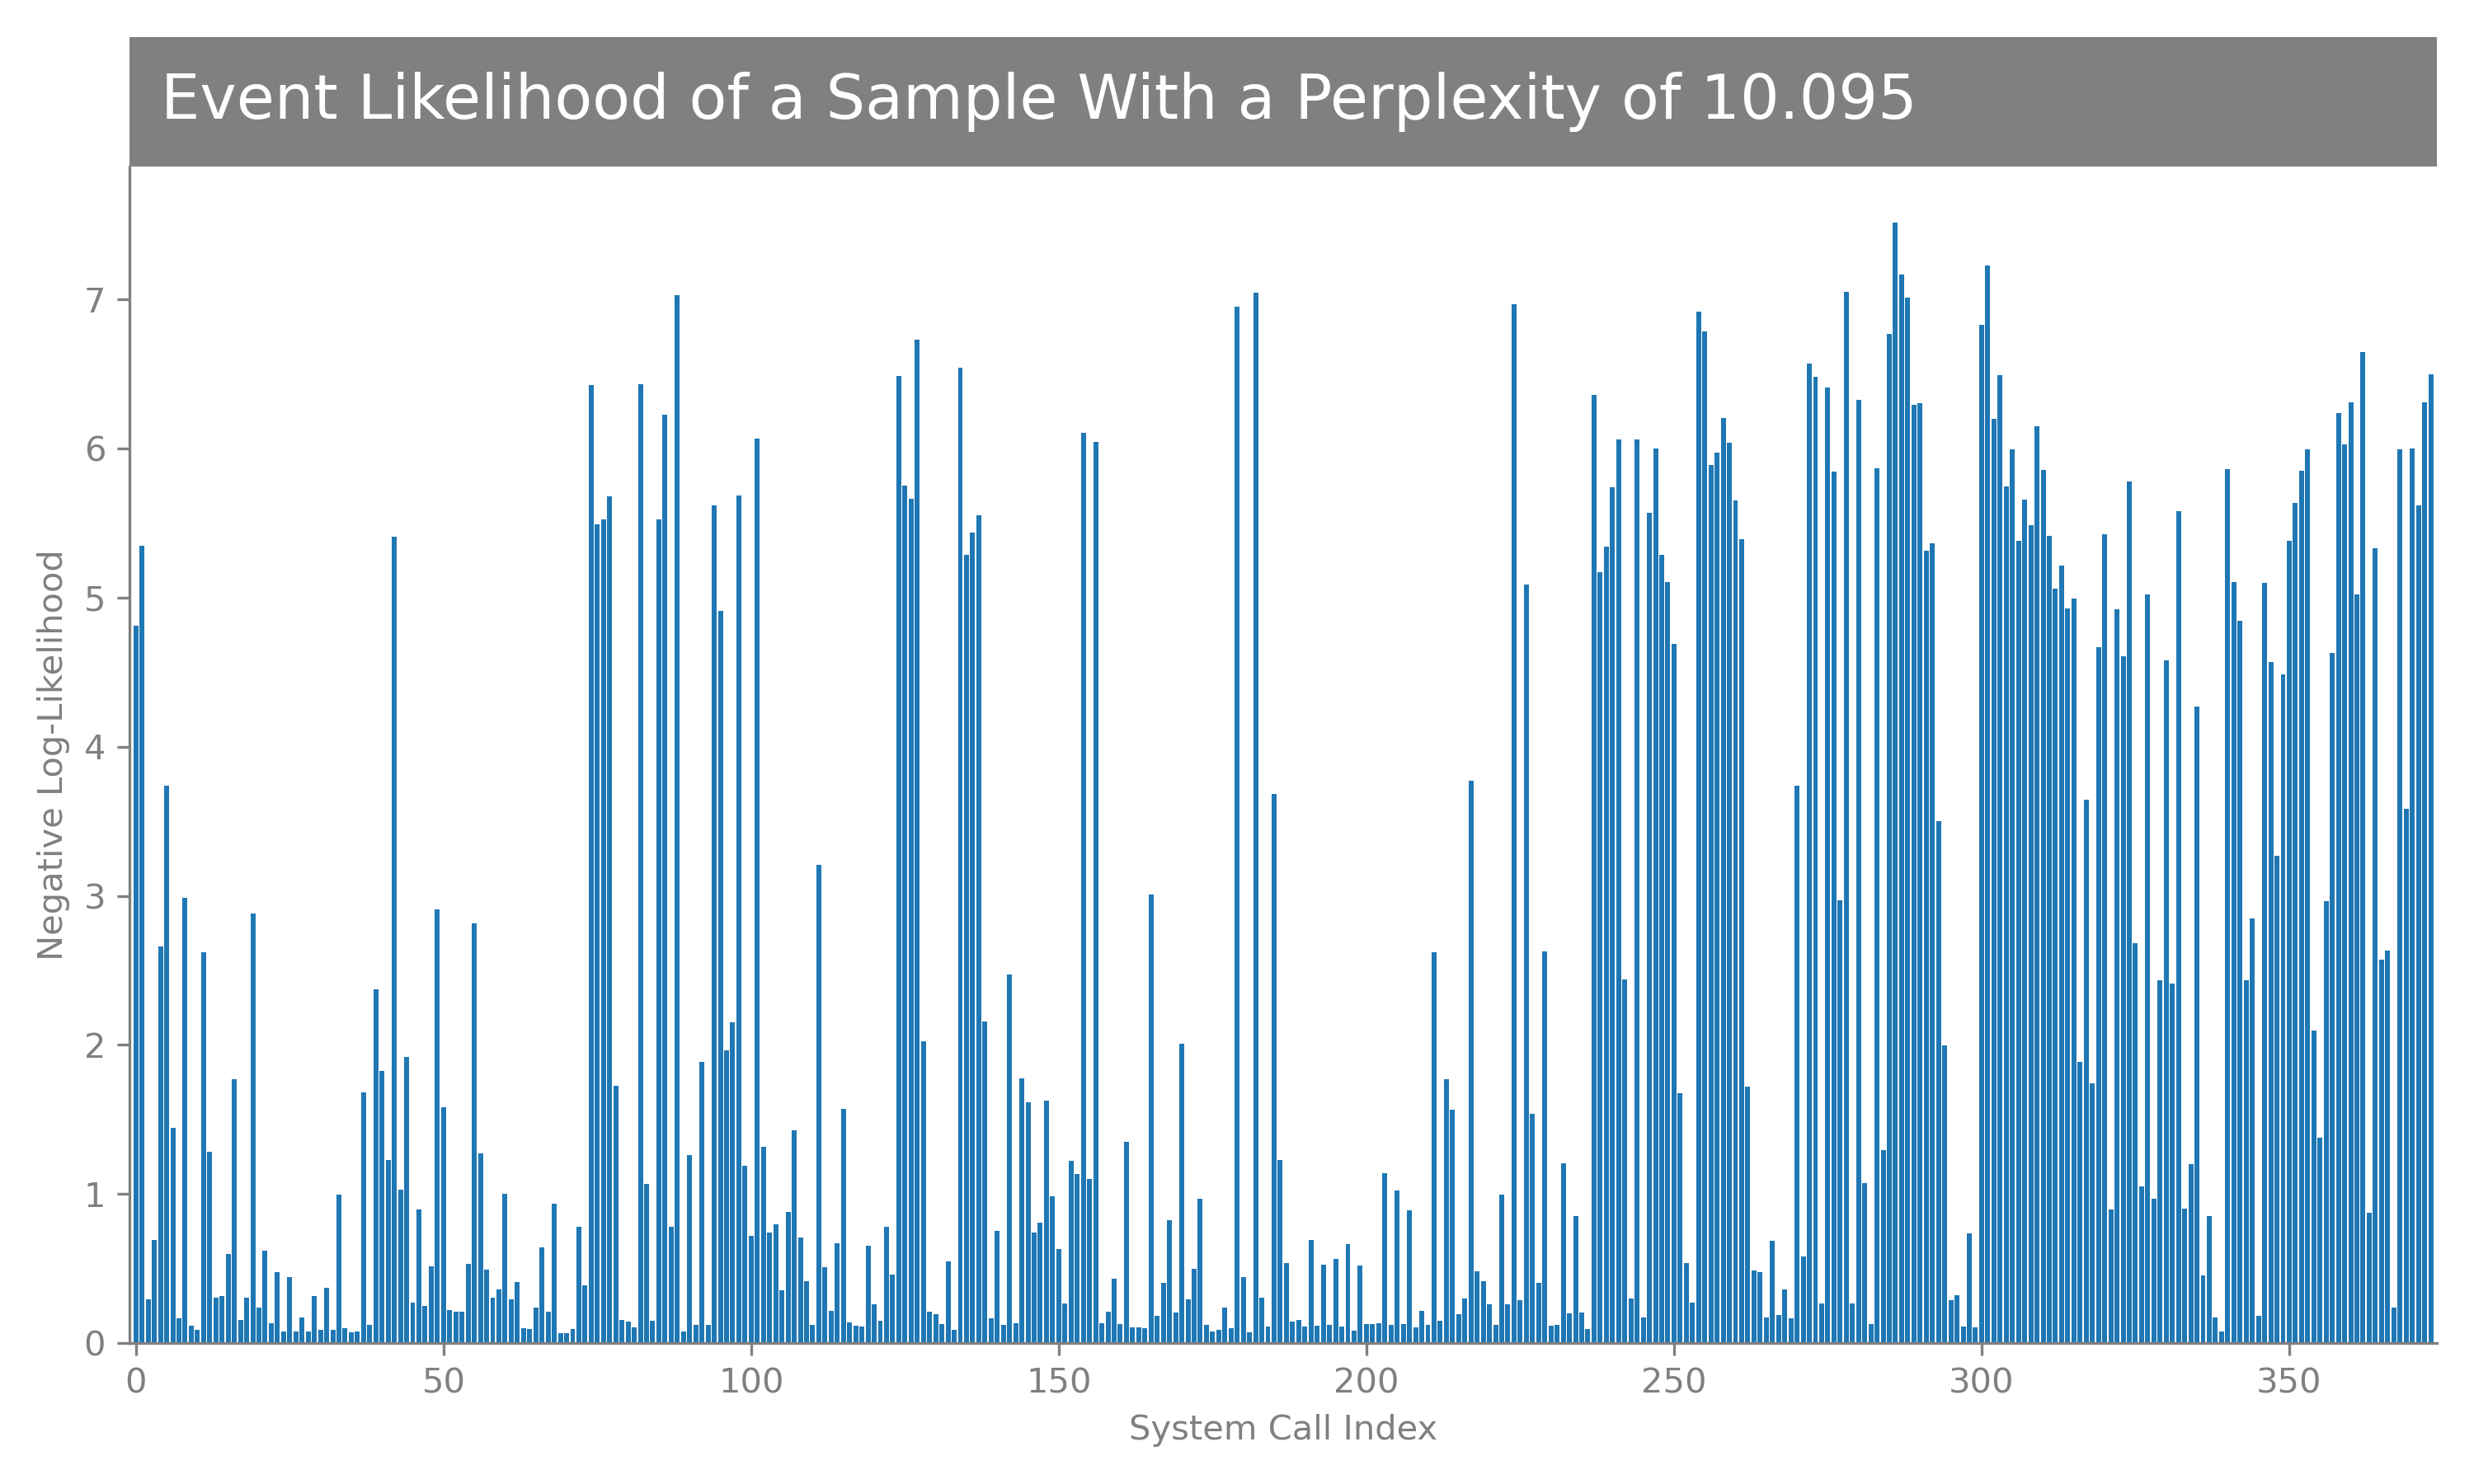 Event Likelihood of a Sample With a Perplexity of 10.095
Negative Log-Likelihood
7
6
5
4
3
2
1
0
0 50 100 150 200 250 300 350
System Call Index